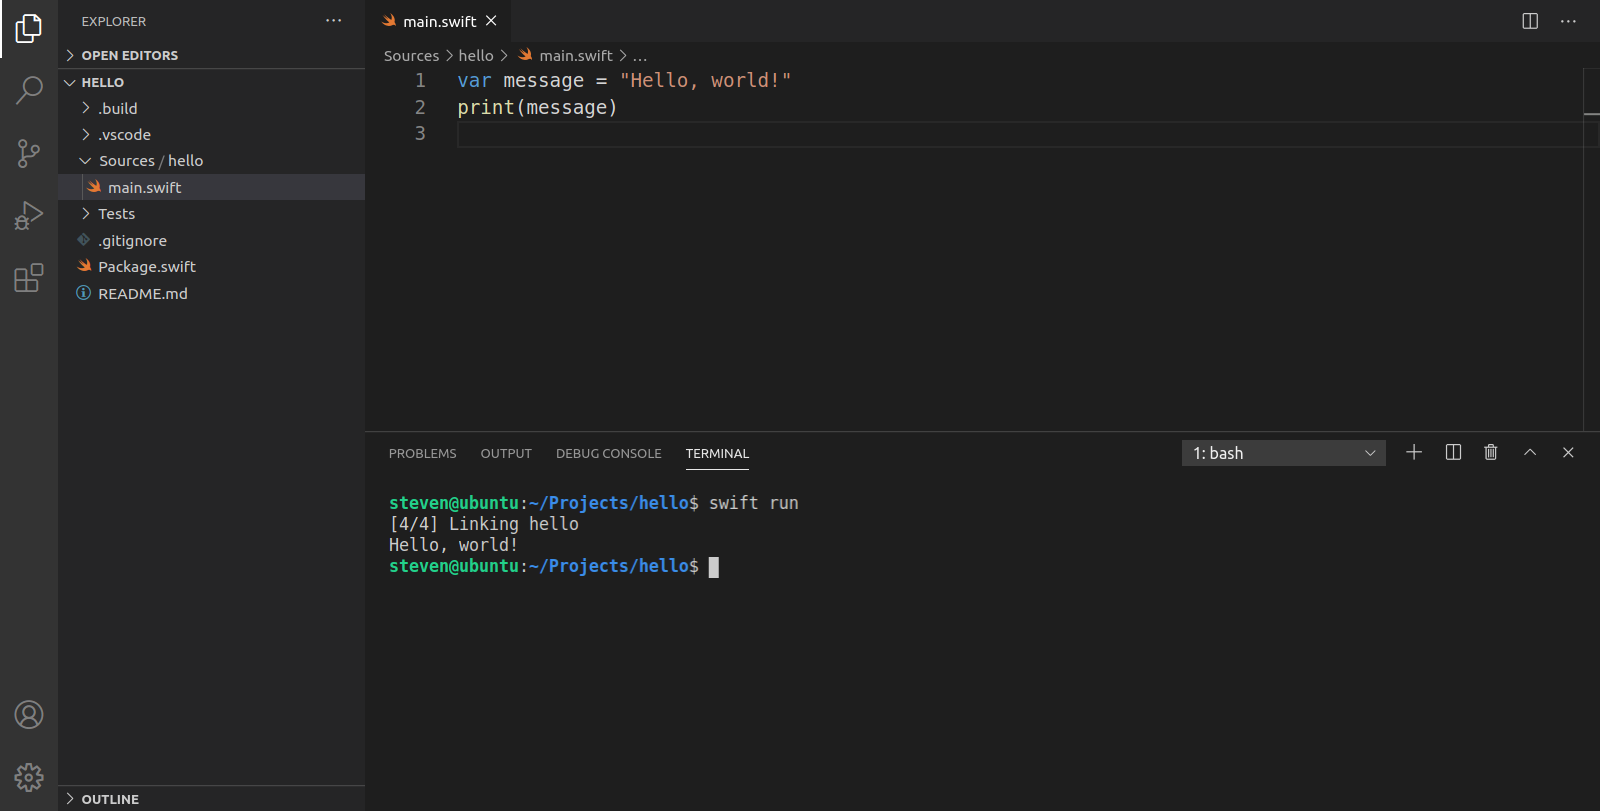 EXPLORER
OPEN EDITORS
HELLO
.build
.vscode
Sources / hello
main.swift
Tests
.gitignore
Package.swift
README.md
OUTLINE
main.swift
Sources > hello > main.swift > ...
1 var message = "Hello, world!"
2 print(message)
3
PROBLEMS OUTPUT DEBUG CONSOLE TERMINAL 1: bash
steven@ubuntu:~/Projects/hello$ swift run
[4/4] Linking hello
Hello, world!
steven@ubuntu:~/Projects/hello$